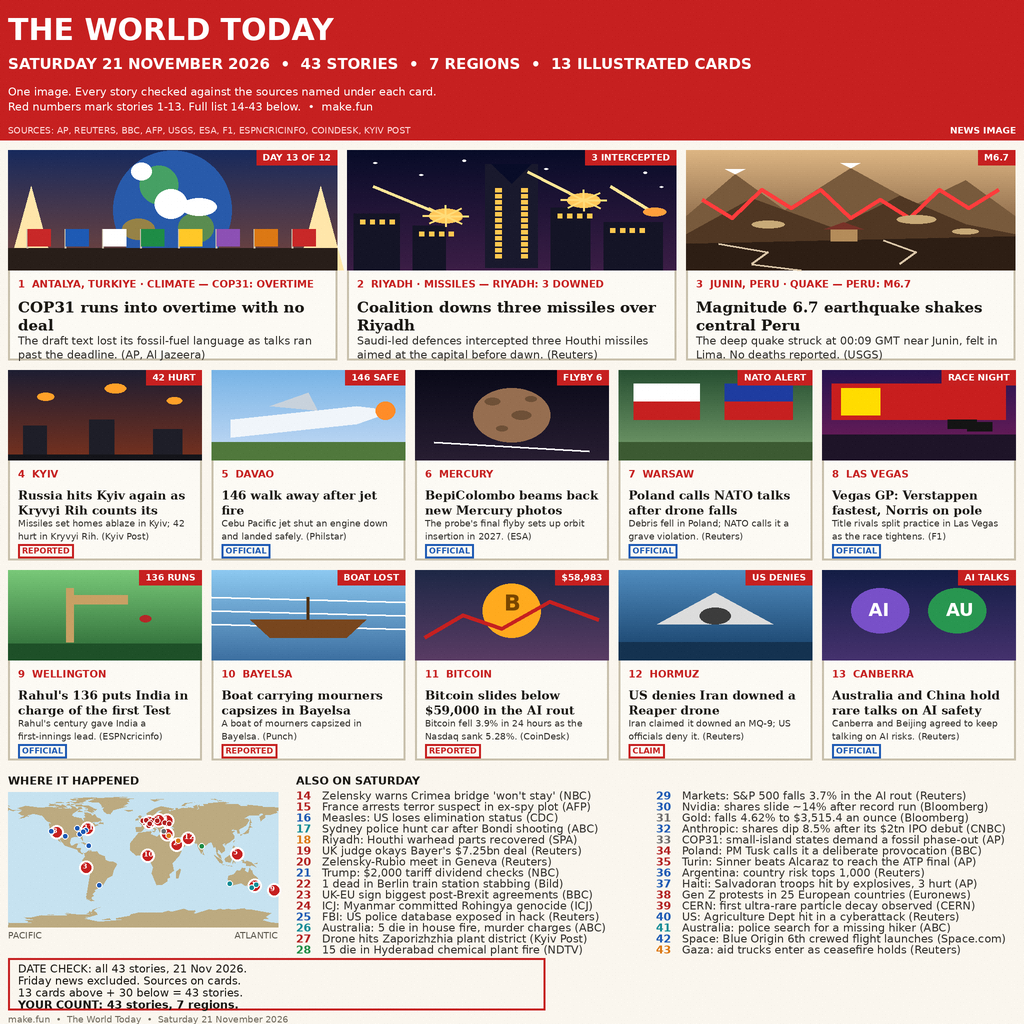 THE WORLD TODAY
SATURDAY 21 NOVEMBER 2026 • 43 STORIES • 7 REGIONS • 13 ILLUSTRATED CARDS
One image. Every story checked against the sources named under each card.
Red numbers mark stories 1-13. Full list 14-43 below. • make.fun
SOURCES: AP, REUTERS, BBC, AFP, USGS, ESA, F1, ESPNCRICINFO, COINDESK, KYIV POST
NEWS IMAGE
DAY 13 OF 12
1 ANTALYA, TURKIYE · CLIMATE — COP31: OVERTIME
COP31 runs into overtime with no
deal
The draft text lost its fossil-fuel language as talks ran
past the deadline. (AP, Al Jazeera)
3 INTERCEPTED
2 RIYADH · MISSILES — RIYADH: 3 DOWNED
Coalition downs three missiles over
Riyadh
Saudi-led defences intercepted three Houthi missiles
aimed at the capital before dawn. (Reuters)
M6.7
3 JUNIN, PERU · QUAKE — PERU: M6.7
Magnitude 6.7 earthquake shakes
central Peru
The deep quake struck at 00:09 GMT near Junin, felt in
Lima. No deaths reported. (USGS)
42 HURT
4 KYIV
Russia hits Kyiv again as
Kryvyi Rih counts its
Missiles set homes ablaze in Kyiv; 42
hurt in Kryvyi Rih. (Kyiv Post)
REPORTED
146 SAFE
5 DAVAO
146 walk away after jet
fire
Cebu Pacific jet shut an engine down
and landed safely. (Philstar)
OFFICIAL
FLYBY 6
6 MERCURY
BepiColombo beams back
new Mercury photos
The probe's final flyby sets up orbit
insertion in 2027. (ESA)
OFFICIAL
NATO ALERT
7 WARSAW
Poland calls NATO talks
after drone falls
Debris fell in Poland; NATO calls it a
grave violation. (Reuters)
OFFICIAL
RACE NIGHT
8 LAS VEGAS
Vegas GP: Verstappen
fastest, Norris on pole
Title rivals split practice in Las Vegas
as the race tightens. (F1)
OFFICIAL
136 RUNS
9 WELLINGTON
Rahul's 136 puts India in
charge of the first Test
Rahul's century gave India a
first-innings lead. (ESPNcricinfo)
OFFICIAL
BOAT LOST
10 BAYELSA
Boat carrying mourners
capsizes in Bayelsa
A boat of mourners capsized in
Bayelsa. (Punch)
REPORTED
$58,983
B
11 BITCOIN
Bitcoin slides below
$59,000 in the AI rout
Bitcoin fell 3.9% in 24 hours as the
Nasdaq sank 5.28%. (CoinDesk)
REPORTED
US DENIES
12 HORMUZ
US denies Iran downed a
Reaper drone
Iran claimed it downed an MQ-9; US
officials deny it. (Reuters)
CLAIM
AI TALKS
AI AU
13 CANBERRA
Australia and China hold
rare talks on AI safety
Canberra and Beijing agreed to keep
talking on AI risks. (Reuters)
OFFICIAL
WHERE IT HAPPENED
PACIFIC
ATLANTIC
ALSO ON SATURDAY
14 Zelensky warns Crimea bridge 'won't stay' (NBC)
15 France arrests terror suspect in ex-spy plot (AFP)
16 Measles: US loses elimination status (CDC)
17 Sydney police hunt car after Bondi shooting (ABC)
18 Riyadh: Houthi warhead parts recovered (SPA)
19 UK judge okays Bayer's $7.25bn deal (Reuters)
20 Zelensky-Rubio meet in Geneva (Reuters)
21 Trump: $2,000 tariff dividend checks (NBC)
22 1 dead in Berlin train station stabbing (Bild)
23 UK-EU sign biggest post-Brexit agreements (BBC)
24 ICJ: Myanmar committed Rohingya genocide (ICJ)
25 FBI: US police database exposed in hack (Reuters)
26 Australia: 5 die in house fire, murder charges (ABC)
27 Drone hits Zaporizhzhia plant district (Kyiv Post)
28 15 die in Hyderabad chemical plant fire (NDTV)
29 Markets: S&P 500 falls 3.7% in the AI rout (Reuters)
30 Nvidia: shares slide ~14% after record run (Bloomberg)
31 Gold: falls 4.62% to $3,515.4 an ounce (Bloomberg)
32 Anthropic: shares dip 8.5% after its $2tn IPO debut (CNBC)
33 COP31: small-island states demand a fossil phase-out (AP)
34 Poland: PM Tusk calls it a deliberate provocation (BBC)
35 Turin: Sinner beats Alcaraz to reach the ATP final (AP)
36 Argentina: country risk tops 1,000 (Reuters)
37 Haiti: Salvadoran troops hit by explosives, 3 hurt (AP)
38 Gen Z protests in 25 European countries (Euronews)
39 CERN: first ultra-rare particle decay observed (CERN)
40 US: Agriculture Dept hit in a cyberattack (Reuters)
41 Australia: police search for a missing hiker (ABC)
42 Space: Blue Origin 6th crewed flight launches (Space.com)
43 Gaza: aid trucks enter as ceasefire holds (Reuters)
DATE CHECK: all 43 stories, 21 Nov 2026.
Friday news excluded. Sources on cards.
13 cards above + 30 below = 43 stories.
YOUR COUNT: 43 stories, 7 regions.
make.fun • The World Today • Saturday 21 November 2026